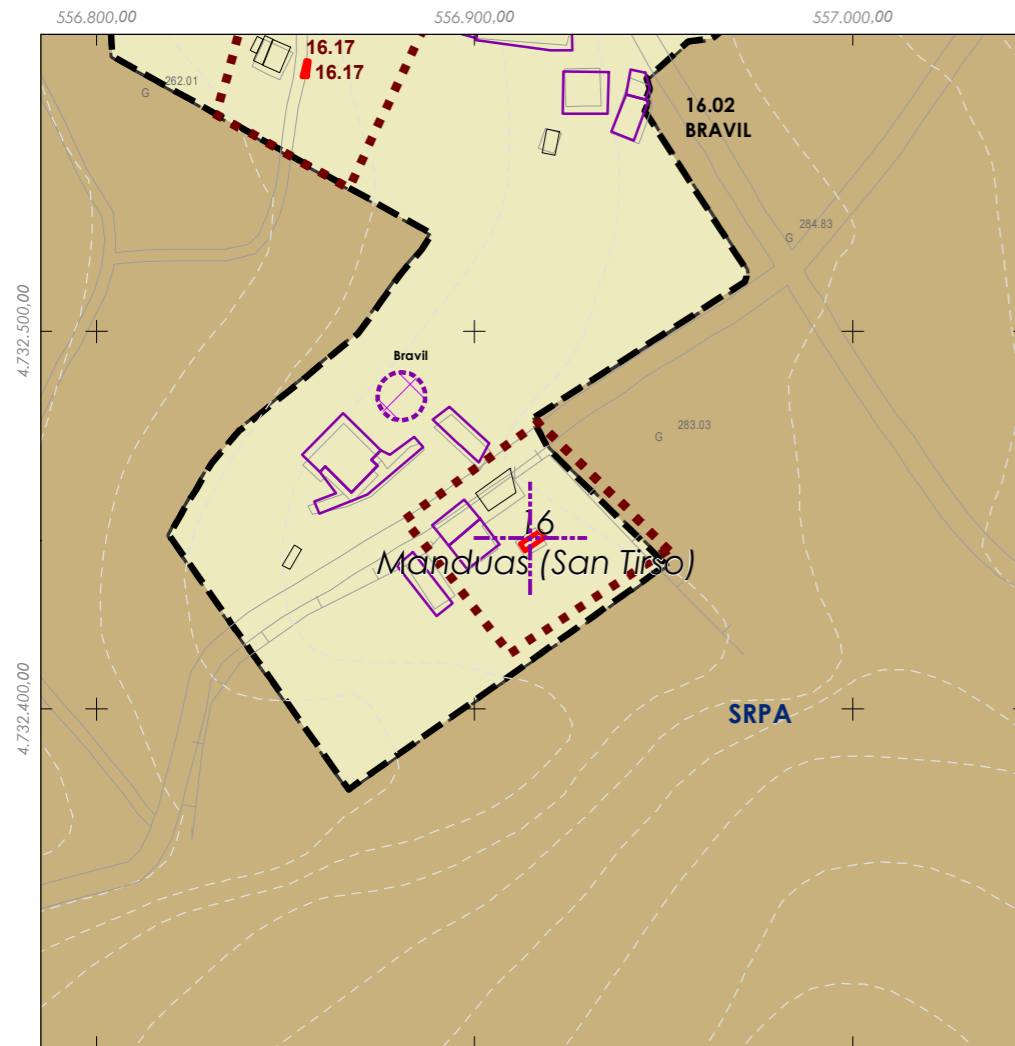 556.800,00
556.900,00
557.000,00
4.732.500,00
4.732.400,00
16.17
16.17
262.01
G
16.02
BRAVIL
284.83
G
Bravil
283.03
G
16
Manduas (San Tirso)
SRPA